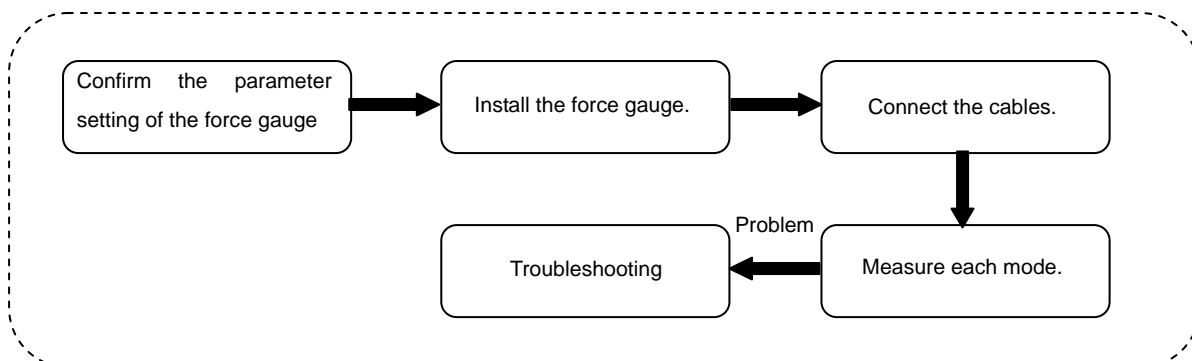 Confirm the parameter
setting of the force gauge
Install the force gauge.
Connect the cables.
Problem
Troubleshooting
Measure each mode.